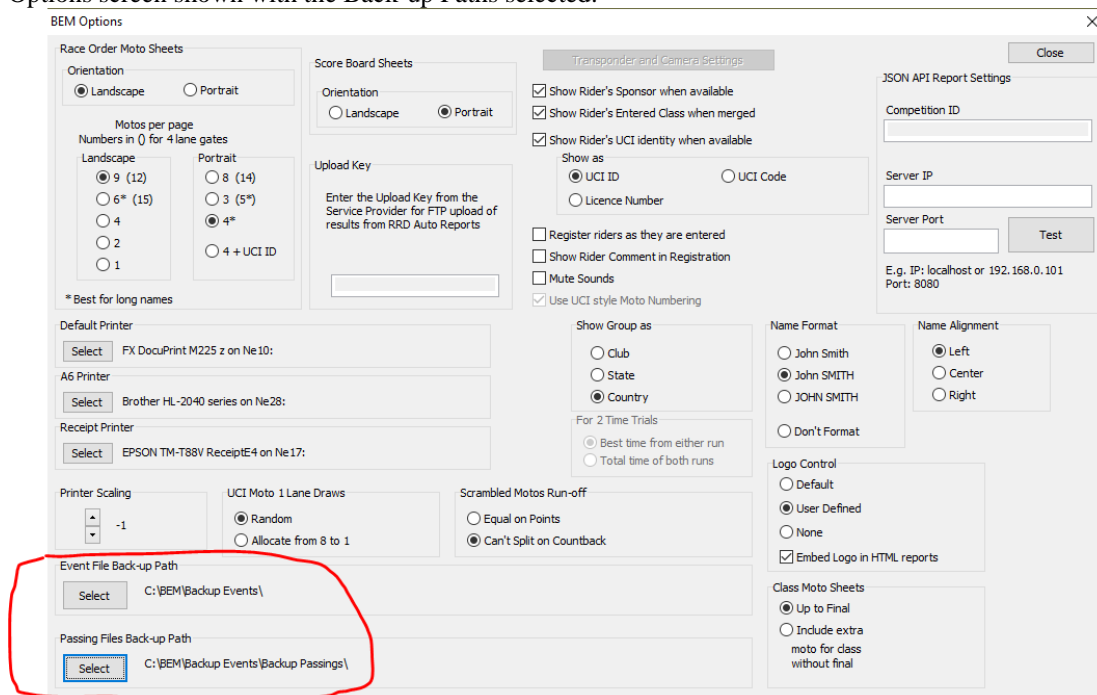 Options screen shown with the Back-up Paths selected.
BEM Options
Race Order Moto Sheets
Orientation
Landscape
Portrait
Motos per page
Numbers in () for 4 lane gates
Landscape
9 (12)
6* (15)
4
2
1
Portrait
8 (14)
3 (5*)
4*
4 + UCI ID
* Best for long names
Score Board Sheets
Orientation
Landscape
Portrait
Upload Key
Enter the Upload Key from the
Service Provider for FTP upload of
results from RRD Auto Reports
Transponder and Camera Settings
Show Rider's Sponsor when available
Show Rider's Entered Class when merged
Show Rider's UCI identity when available
Show as
UCI ID
UCI Code
Licence Number
Register riders as they are entered
Show Rider Comment in Registration
Mute Sounds
Use UCI style Moto Numbering
Close
JSON API Report Settings
Competition ID
Server IP
Server Port
Test
E.g. IP: localhost or 192.168.0.101
Port: 8080
Default Printer
Select
FX DocuPrint M225 z on Ne10:
A6 Printer
Select
Brother HL-2040 series on Ne28:
Receipt Printer
Select
EPSON TM-T88V ReceiptE4 on Ne17:
Show Group as
Club
State
Country
For 2 Time Trials
Best time from either run
Total time of both runs
Name Format
John Smith
John SMITH
JOHN SMITH
Don't Format
Name Alignment
Left
Center
Right
Printer Scaling
-1
UCI Moto 1 Lane Draws
Random
Allocate from 8 to 1
Scrambled Motos Run-off
Equal on Points
Can't Split on Countback
Logo Control
Default
User Defined
None
Embed Logo in HTML reports
Event File Back-up Path
Select
C:\BEM\Backup Events\
Passing Files Back-up Path
Select
C:\BEM\Backup Events\Backup Passings\
Class Moto Sheets
Up to Final
Include extra
moto for class
without final